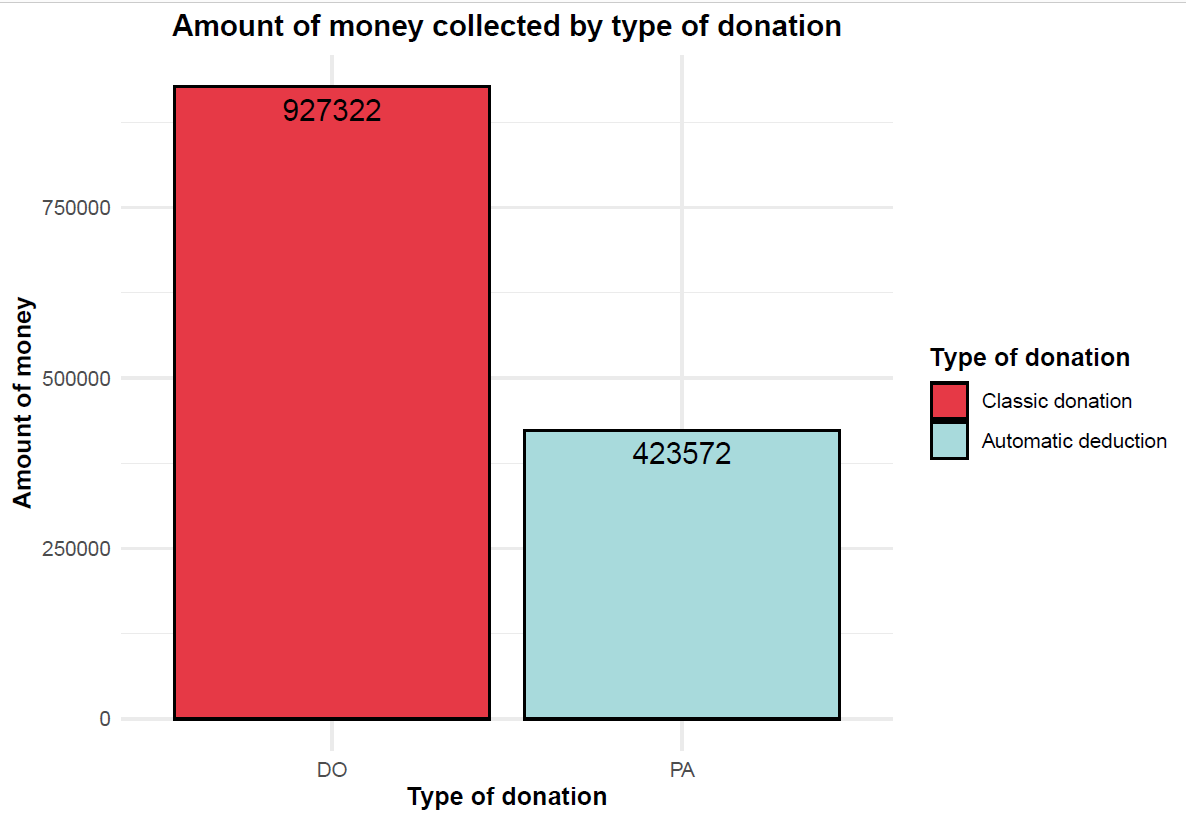 Amount of money collected by type of donation
927322
423572
750000
500000
250000
0
Amount of money
DO
PA
Type of donation
Type of donation
Classic donation
Automatic deduction